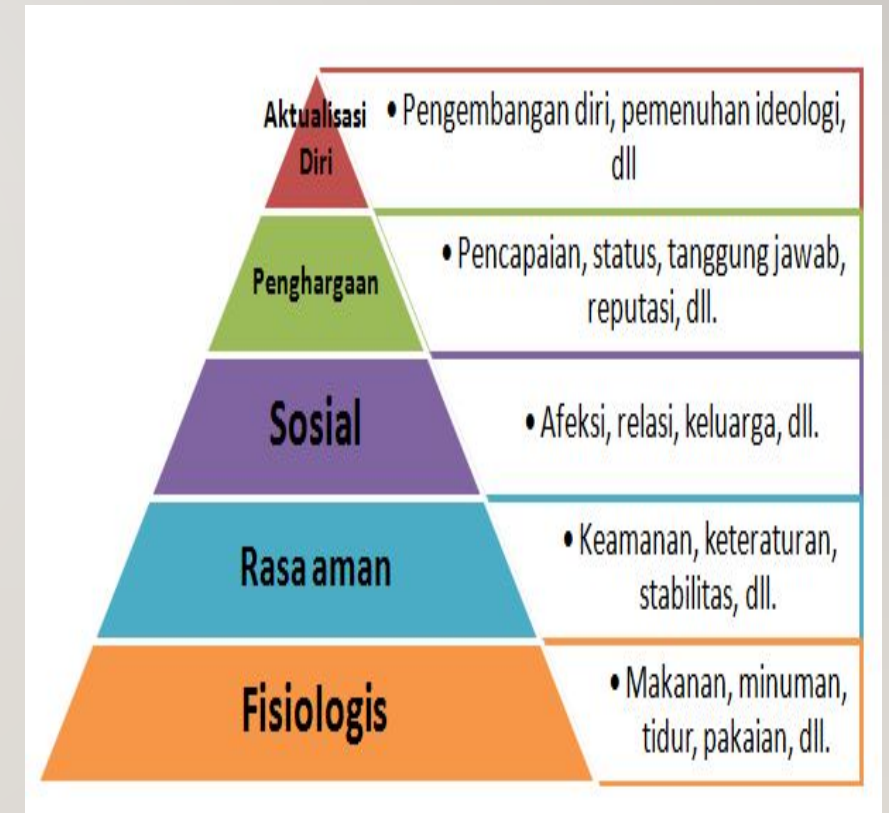 Aktualisasi
Diri
• Pengembangan diri, pemenuhan ideologi,
dll
Penghargaan
• Pencapaian, status, tanggung jawab,
reputasi, dll.
Sosial
• Afeksi, relasi, keluarga, dll.
Rasa aman
• Keamanan, keteraturan,
stabilitas, dll.
Fisiologis
• Makanan, minuman,
tidur, pakaian, dll.